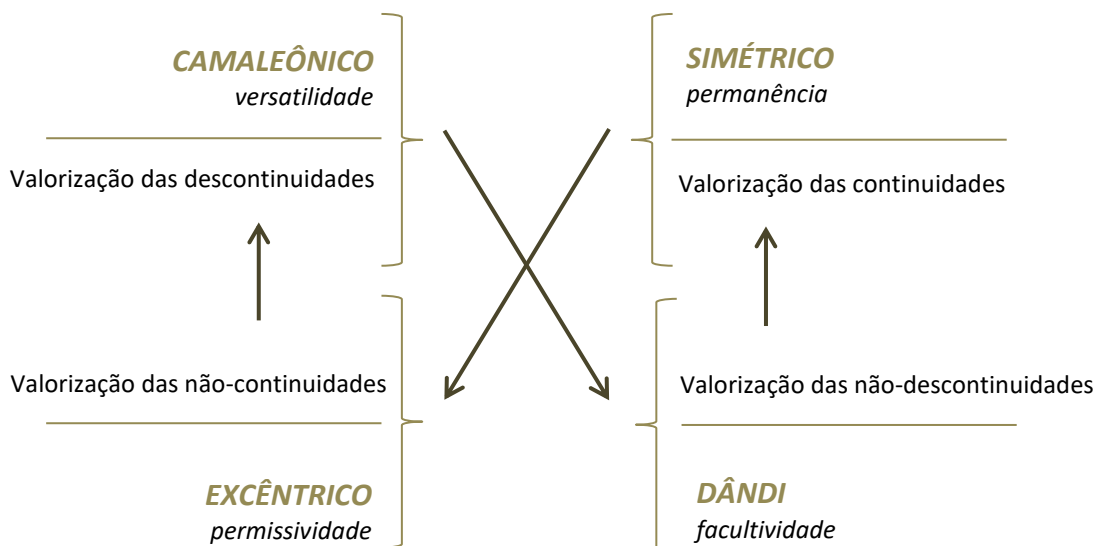 CAMALEÔNICO
versatilidade
Valorização das descontinuidades
SIMÉTRICO
permanência
Valorização das continuidades
Valorização das não-continuidades
EXCÊNTRICO
permissividade
Valorização das não-descontinuidades
DÂNDI
facultividade